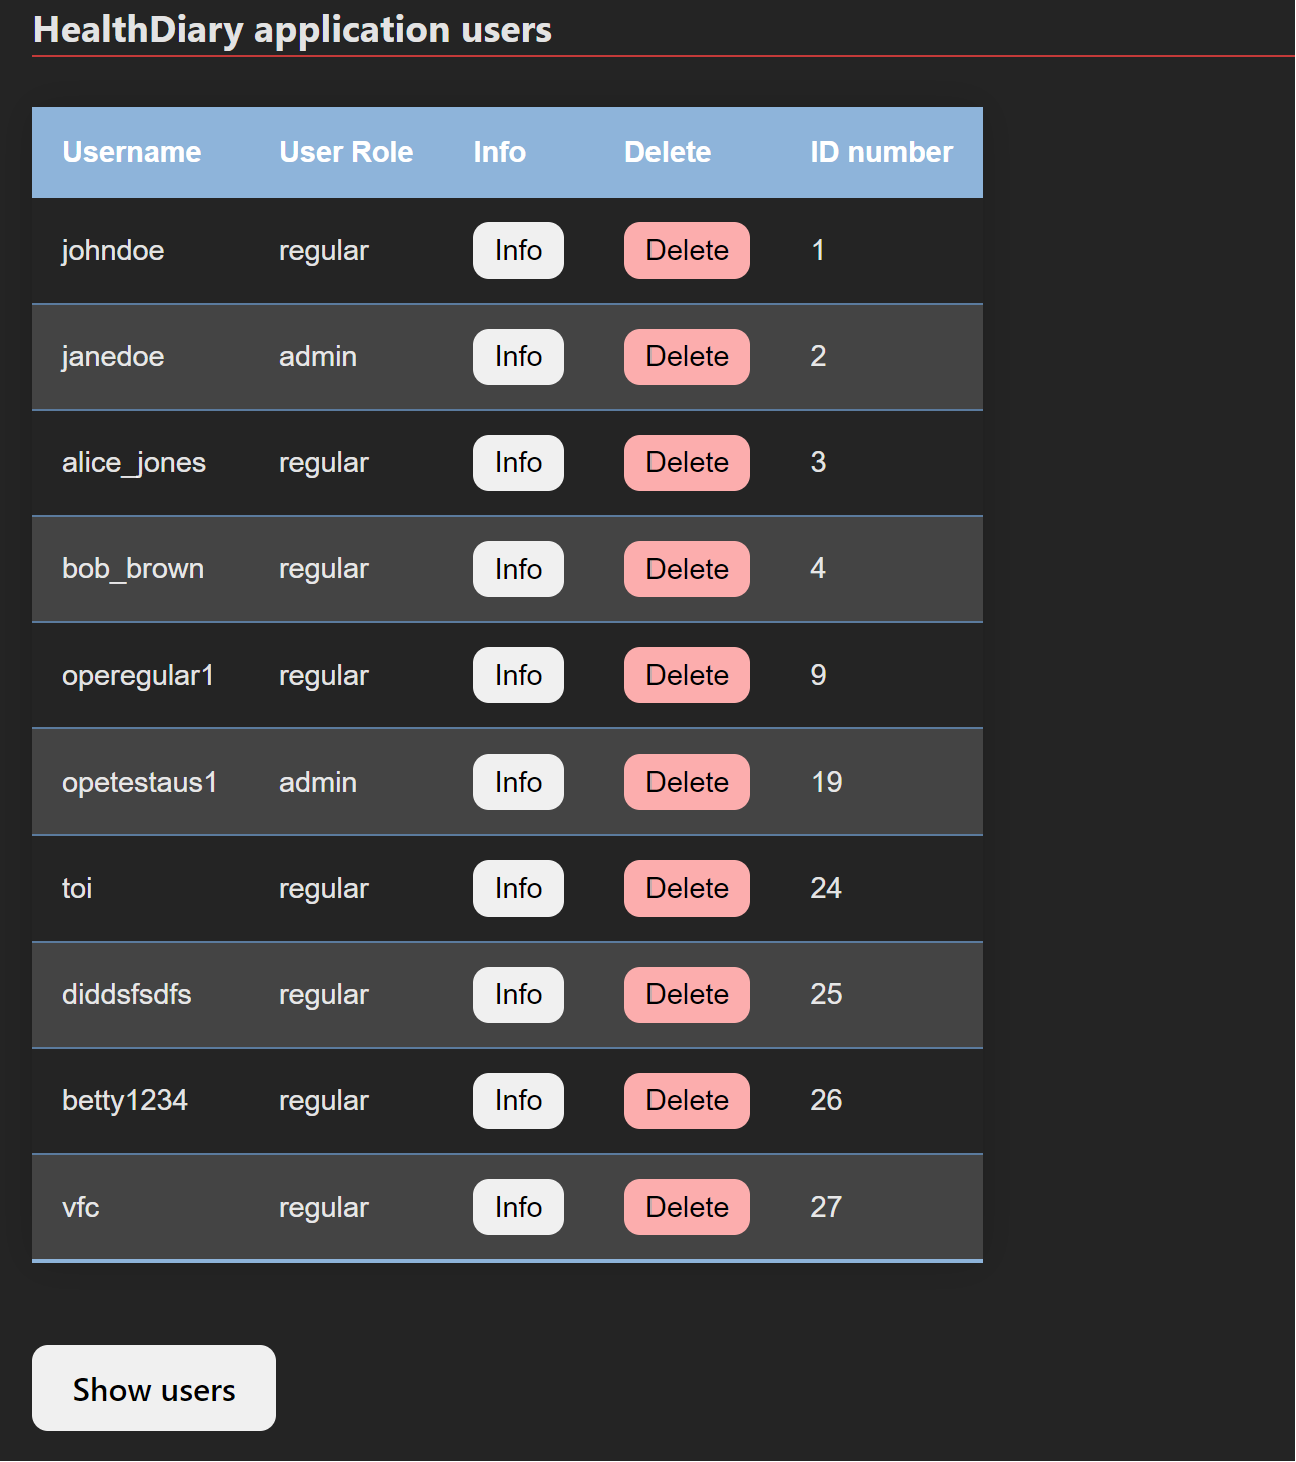 HealthDiary application users
Username User Role Info Delete ID number
johndoe regular Info Delete 1
janedoe admin Info Delete 2
alice_jones regular Info Delete 3
bob_brown regular Info Delete 4
operegular1 regular Info Delete 9
opetestaus1 admin Info Delete 19
toi regular Info Delete 24
diddsfsdfs regular Info Delete 25
betty1234 regular Info Delete 26
vfc regular Info Delete 27
Show users